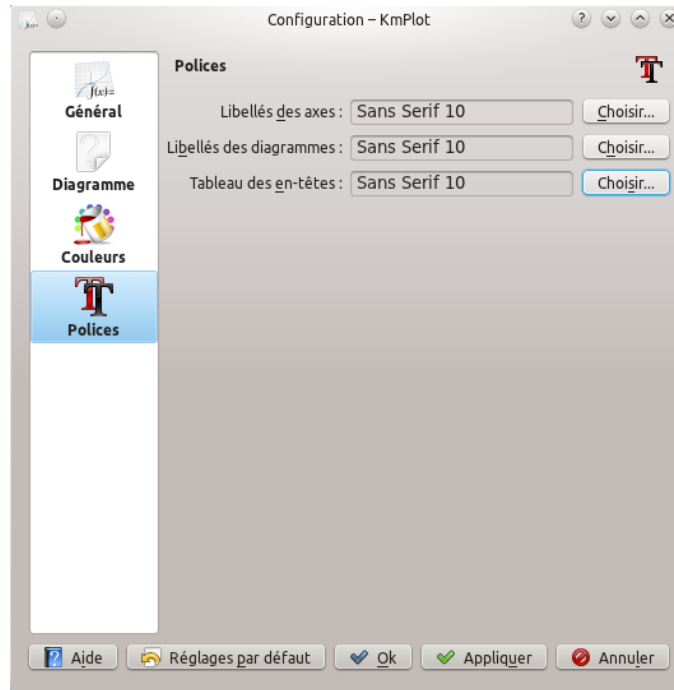 Configuration – KmPlot
f(x)=
Général
Diagramme
Couleurs
Polices
Polices
Libellés des axes : Sans Serif 10 Choisir...
Libellés des diagrammes : Sans Serif 10 Choisir...
Tableau des en-têtes : Sans Serif 10 Choisir...
Aide Réglages par défaut Ok Appliquer Annuler